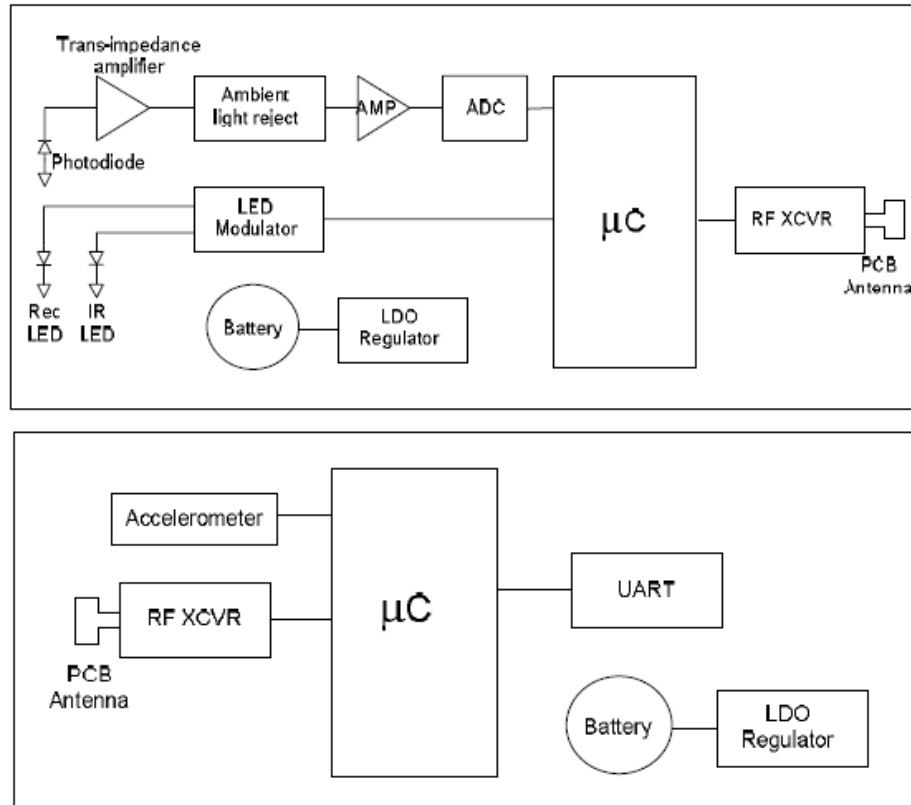 Trans-impedance
amplifier
Ambient
light reject
AMP
ADC
Photodiode
LED
Modulator
μC
RF XCVR
PCB
Antenna
Rec
LED
IR
LED
Battery
LDO
Regulator
Accelerometer
RF XCVR
PCB
Antenna
μC
UART
Battery
LDO
Regulator